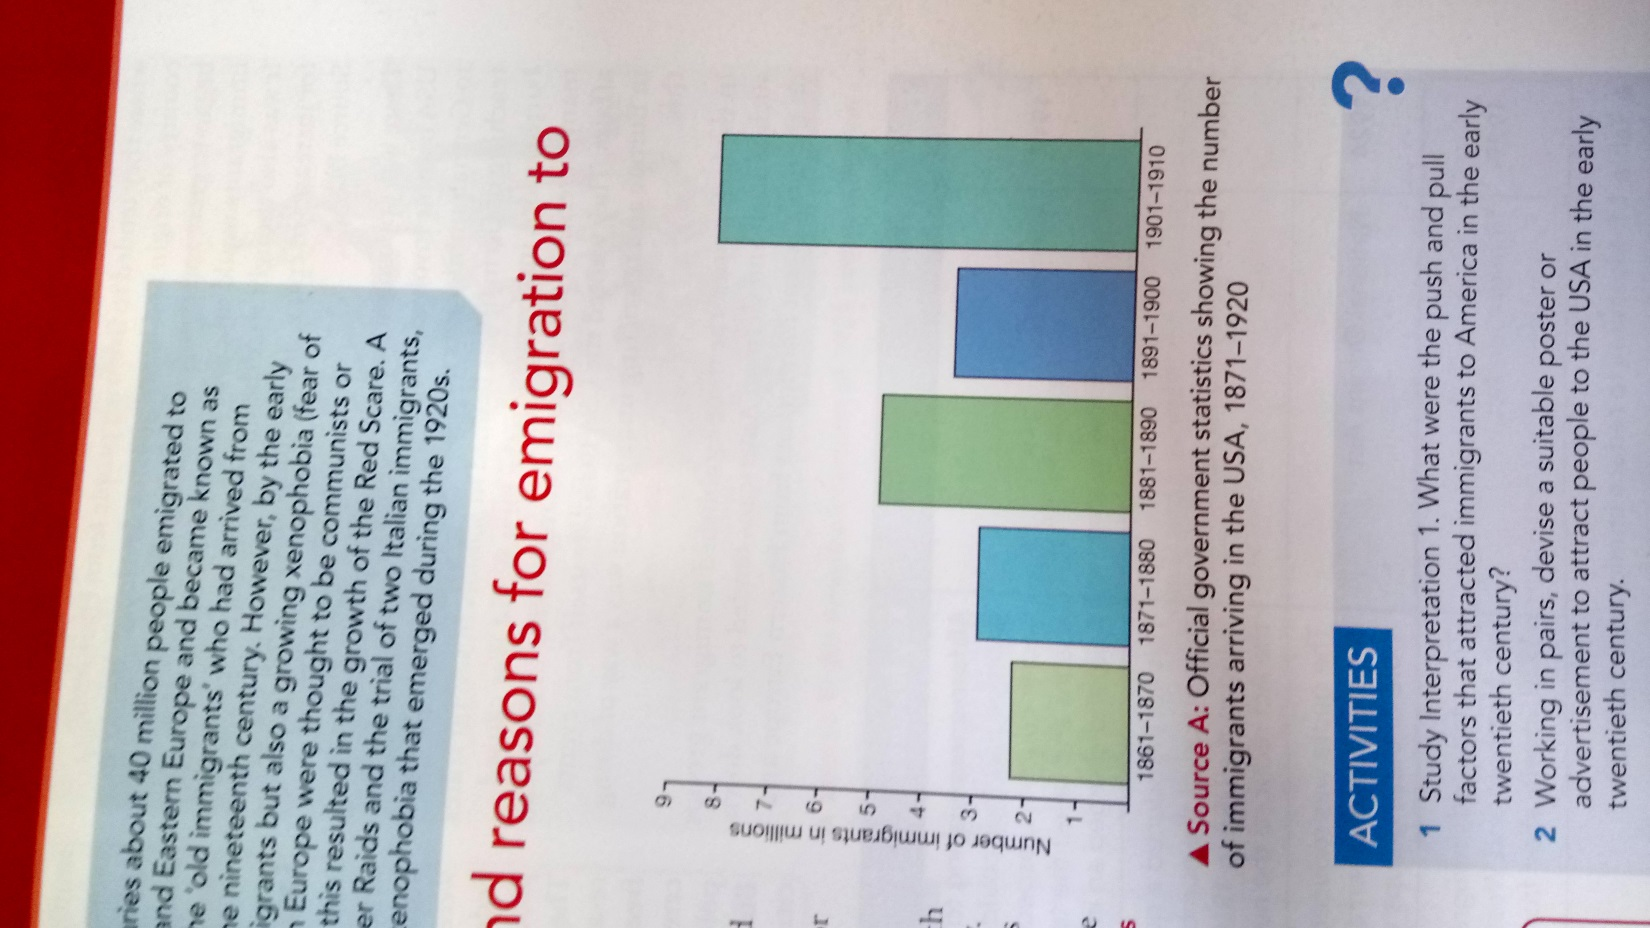 ries about 40 million people emigrated to
and Eastern Europe and became known as
'old immigrants' who had arrived from
nineteenth century. However, by the early
but also a growing xenophobia (fear of
Europe were thought to be communists or
this resulted in the growth of the Red Scare. A
Raids and the trial of two Italian immigrants,
xenophobia that emerged during the 1920s.
nd reasons for emigration to
Number of immigrants in millions
9
8
7
6
5
4
3
2
1
1861–1870 1871–1880 1881–1890 1891–1900 1901–1910
▲ Source A: Official government statistics showing the number
of immigrants arriving in the USA, 1871–1920
ACTIVITIES ?
1 Study Interpretation 1. What were the push and pull
factors that attracted immigrants to America in the early
twentieth century?
2 Working in pairs, devise a suitable poster or
advertisement to attract people to the USA in the early
twentieth century.